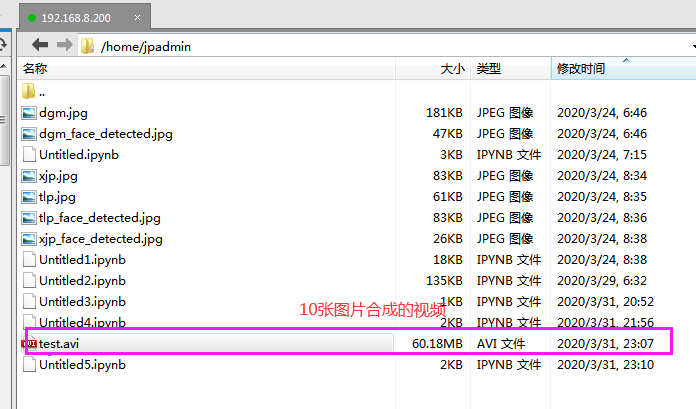 192.168.8.200 ×
/home/jpadmin
名称 大小 类型 修改时间
..
dgm.jpg 181KB JPEG 图像 2020/3/24, 6:46
dgm_face_detected.jpg 47KB JPEG 图像 2020/3/24, 6:46
Untitled.ipynb 3KB IPYNB 文件 2020/3/24, 7:15
xjp.jpg 83KB JPEG 图像 2020/3/24, 8:34
tlp.jpg 61KB JPEG 图像 2020/3/24, 8:35
tlp_face_detected.jpg 83KB JPEG 图像 2020/3/24, 8:36
xjp_face_detected.jpg 26KB JPEG 图像 2020/3/24, 8:38
Untitled1.ipynb 18KB IPYNB 文件 2020/3/24, 8:38
Untitled2.ipynb 135KB IPYNB 文件 2020/3/29, 6:32
Untitled3.ipynb 1KB IPYNB 文件 2020/3/31, 20:52
10张图片合成的视频
Untitled4.ipynb 2KB IPYNB 文件 2020/3/31, 21:56
test.avi 60.18MB AVI 文件 2020/3/31, 23:07
Untitled5.ipynb 2KB IPYNB 文件 2020/3/31, 23:10